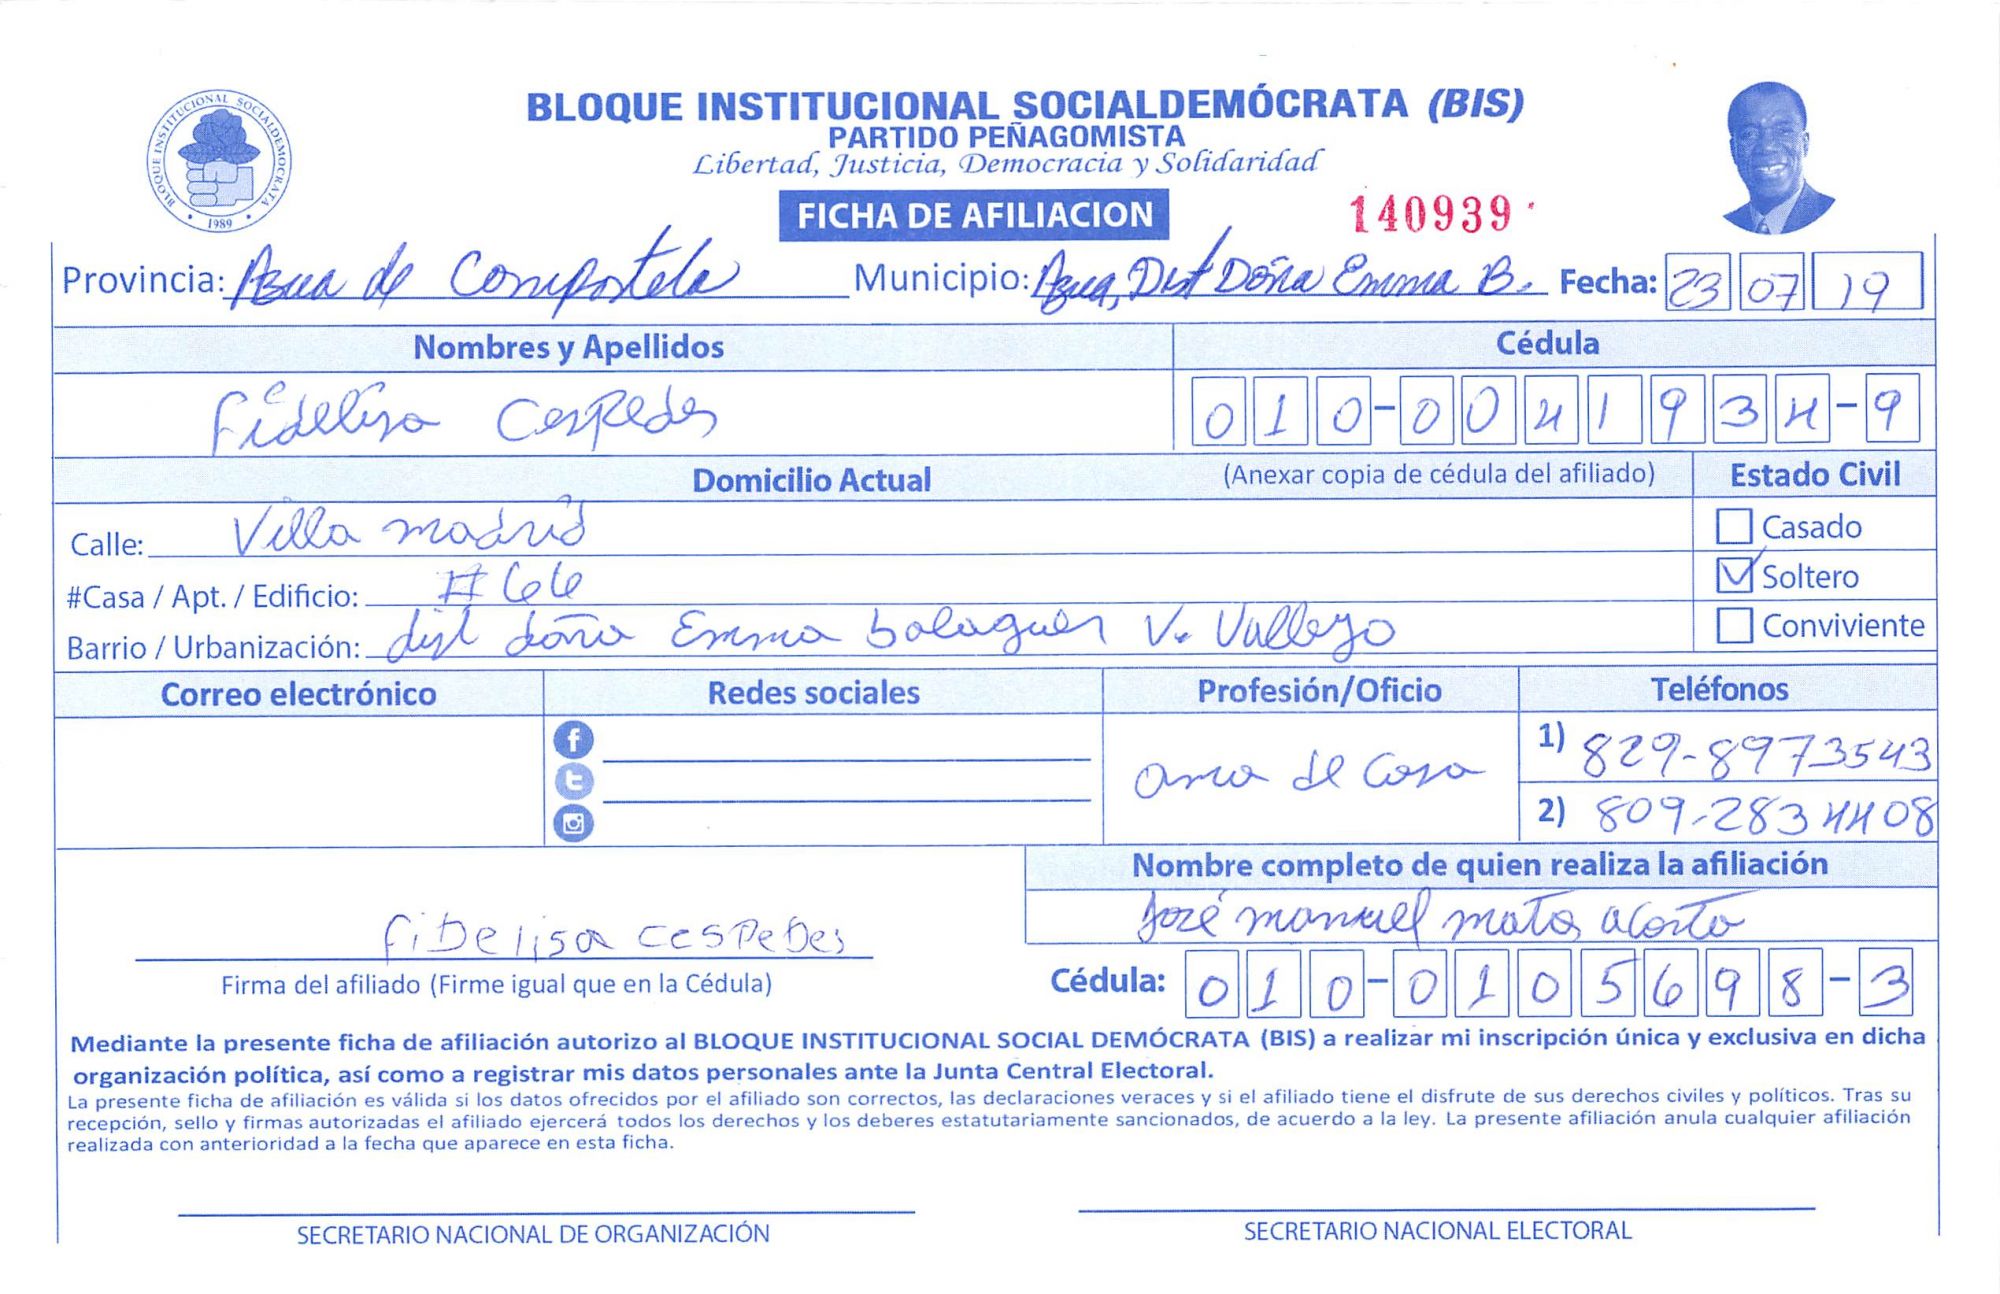 BLOQUE INSTITUCIONAL SOCIALDEMOCRATA
1989
BLOQUE INSTITUCIONAL SOCIALDEMÓCRATA (BIS)
PARTIDO PEÑAGOMISTA
Libertad, Justicia, Democracia y Solidaridad
FICHA DE AFILIACION 140939
Provincia: Azua de Compostela Municipio: Azua, Dist Doña Emma B. Fecha: 23 07 19
Nombres y Apellidos Cédula
Fidelisa Cespedes 010-0041934-9
Domicilio Actual (Anexar copia de cédula del afiliado) Estado Civil
Calle: Villa madrid Casado
#Casa / Apt. / Edificio: #66 Soltero
Barrio / Urbanización: dist doña Emma balaguer V. Vallejo Conviviente
Correo electrónico Redes sociales Profesión/Oficio Teléfonos
ama de Casa 1) 829-8973543
2) 809-2834408
Nombre completo de quien realiza la afiliación
José manuel mata acosta
fiDelisa cespeDes
Firma del afiliado (Firme igual que en la Cédula) Cédula: 010-0105698-3
Mediante la presente ficha de afiliación autorizo al BLOQUE INSTITUCIONAL SOCIAL DEMÓCRATA (BIS) a realizar mi inscripción única y exclusiva en dicha
organización política, así como a registrar mis datos personales ante la Junta Central Electoral.
La presente ficha de afiliación es válida si los datos ofrecidos por el afiliado son correctos, las declaraciones veraces y si el afiliado tiene el disfrute de sus derechos civiles y políticos. Tras su
recepción, sello y firmas autorizadas el afiliado ejercerá todos los derechos y los deberes estatutariamente sancionados, de acuerdo a la ley. La presente afiliación anula cualquier afiliación
realizada con anterioridad a la fecha que aparece en esta ficha.
SECRETARIO NACIONAL DE ORGANIZACIÓN SECRETARIO NACIONAL ELECTORAL